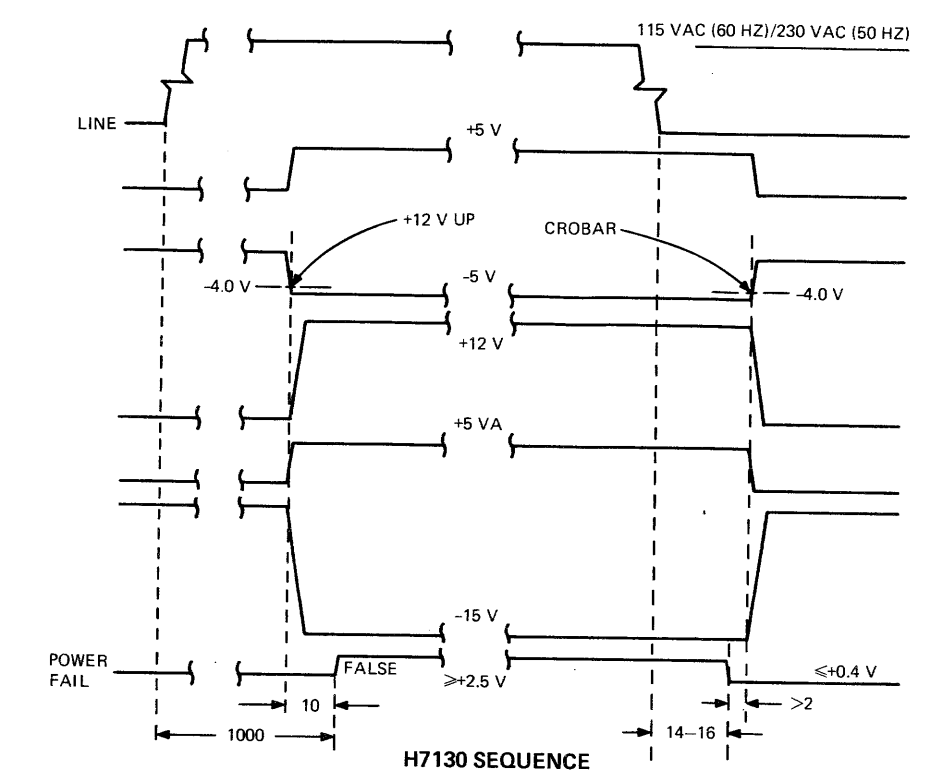 115 VAC (60 HZ)/230 VAC (50 HZ)
LINE
+5 V
+12 V UP
CROBAR
-4.0 V
-5 V
-4.0 V
+12 V
+5 VA
-15 V
POWER
FAIL
FALSE
≥+2.5 V
≤+0.4 V
10
>2
1000
14–16
H7130 SEQUENCE